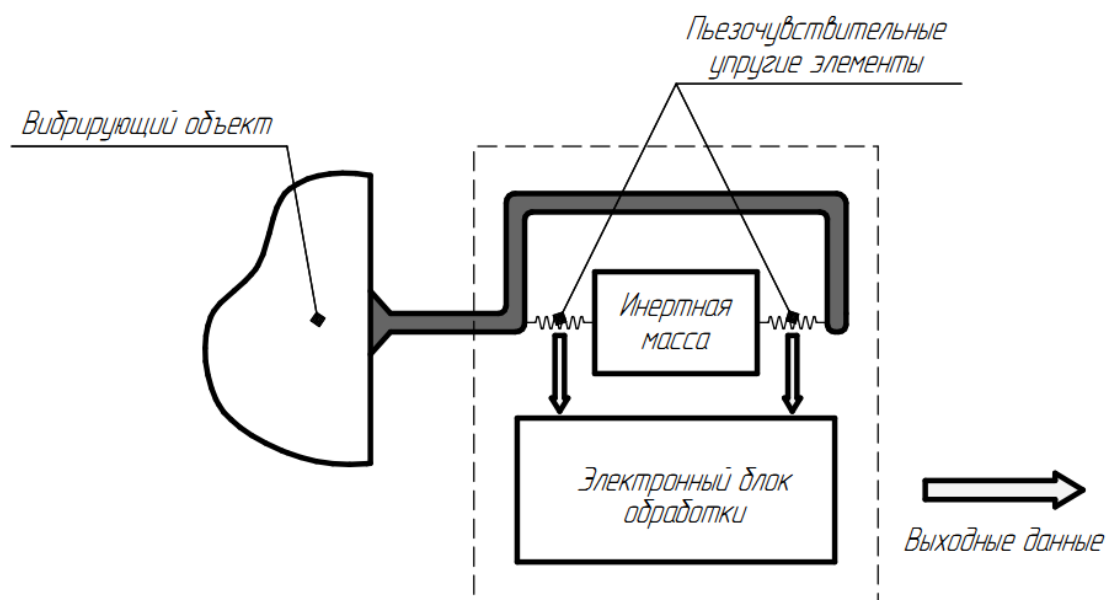 Пьезочувствительные
упругие элементы
Вибрирующий объект
Инертная
масса
Электронный блок
обработки
Выходные данные